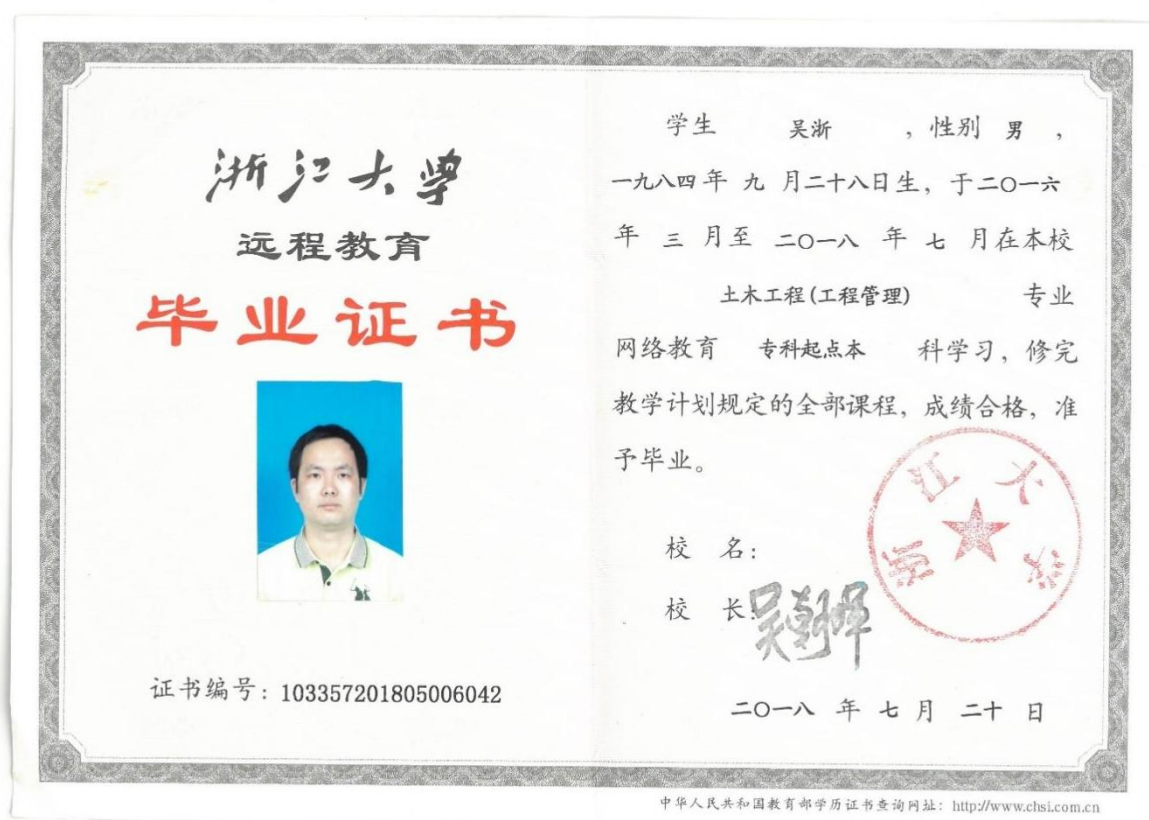 浙江大学
远程教育
毕业证书
证书编号：103357201805006042
学生 吴浙 ，性别 男 ，
一九八四年 九 月二十八日生，于二〇一六
年 三 月至 二〇一八 年 七 月在本校
土木工程(工程管理) 专业
网络教育 专科起点本 科学习，修完
教学计划规定的全部课程，成绩合格，准
予毕业。
浙江大学
校 名：
校 长：吴朝晖
二〇一八 年 七 月 二十 日
中华人民共和国教育部学历证书查询网址：http://www.chsi.com.cn